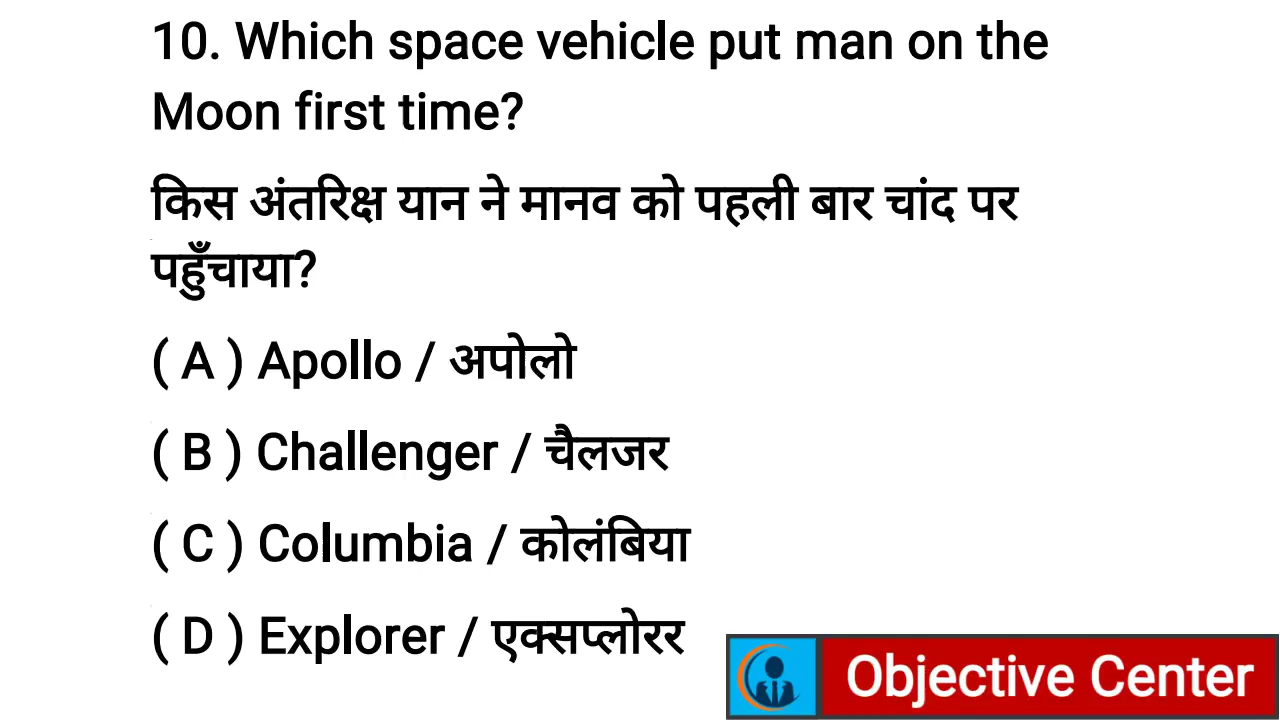 10. Which space vehicle put man on the
Moon first time?
किस अंतरिक्ष यान ने मानव को पहली बार चांद पर
पहुँचाया?
( A ) Apollo / अपोलो
( B ) Challenger / चैलजर
( C ) Columbia / कोलंबिया
( D ) Explorer / एक्सप्लोरर
Objective Center